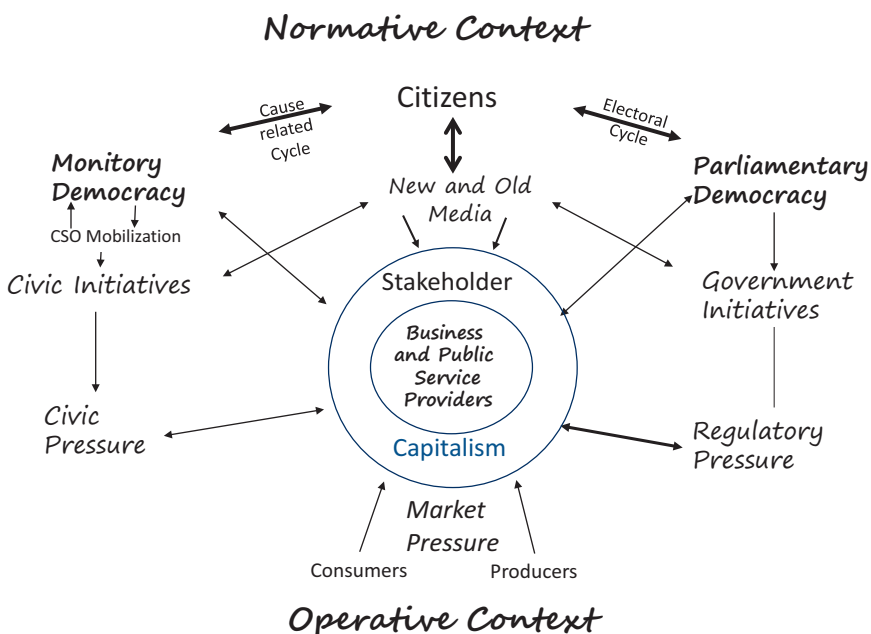 Normative Context
Citizens
Cause
related
Cycle
Electoral
Cycle
Monitory
Democracy
New and Old
Media
Parliamentary
Democracy
CSO Mobilization
Civic Initiatives
Stakeholder
Government
Initiatives
Business
and Public
Service
Providers
Civic
Pressure
Capitalism
Regulatory
Pressure
Market
Pressure
Consumers
Producers
Operative Context